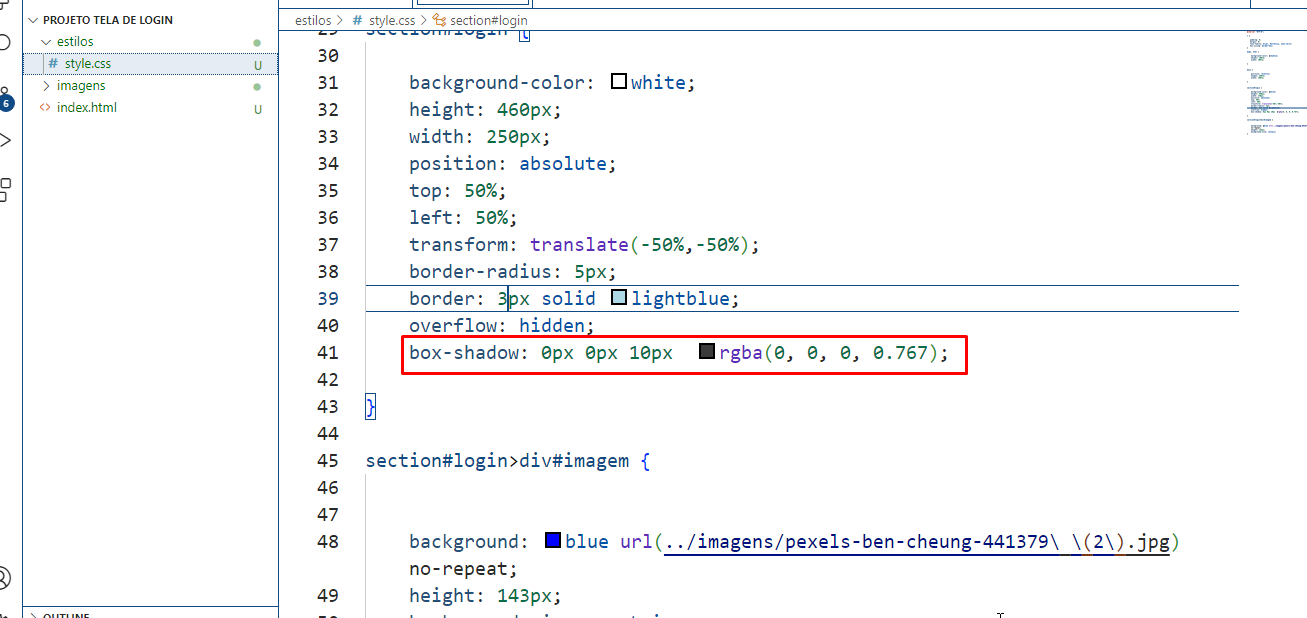 PROJETO TELA DE LOGIN
estilos
# style.css U
imagens
<> index.html U
6
OUTLINE
estilos > # style.css > section#login
29 section#login {
30
31 background-color: white;
32 height: 460px;
33 width: 250px;
34 position: absolute;
35 top: 50%;
36 left: 50%;
37 transform: translate(-50%,-50%);
38 border-radius: 5px;
39 border: 3px solid lightblue;
40 overflow: hidden;
41 box-shadow: 0px 0px 10px rgba(0, 0, 0, 0.767);
42
43 }
44
45 section#login>div#imagem {
46
47
48 background: blue url(../imagens/pexels-ben-cheung-441379\ \(2\).jpg)
no-repeat;
49 height: 143px;